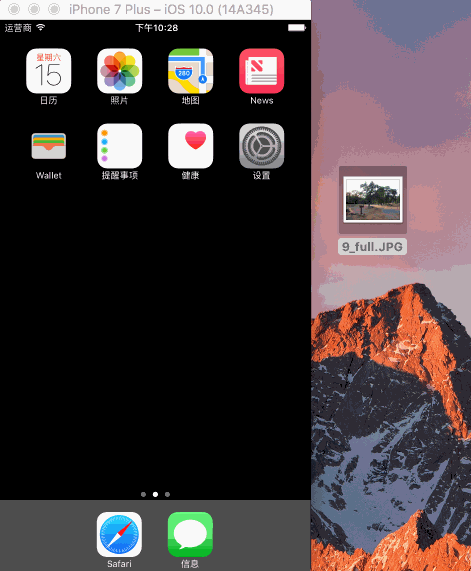 iPhone 7 Plus – iOS 10.0 (14A345)
运营商 下午10:28
星期六
15
280
日历 照片 地图 News
Wallet 提醒事项 健康 设置
9_full.JPG
Safari 信息